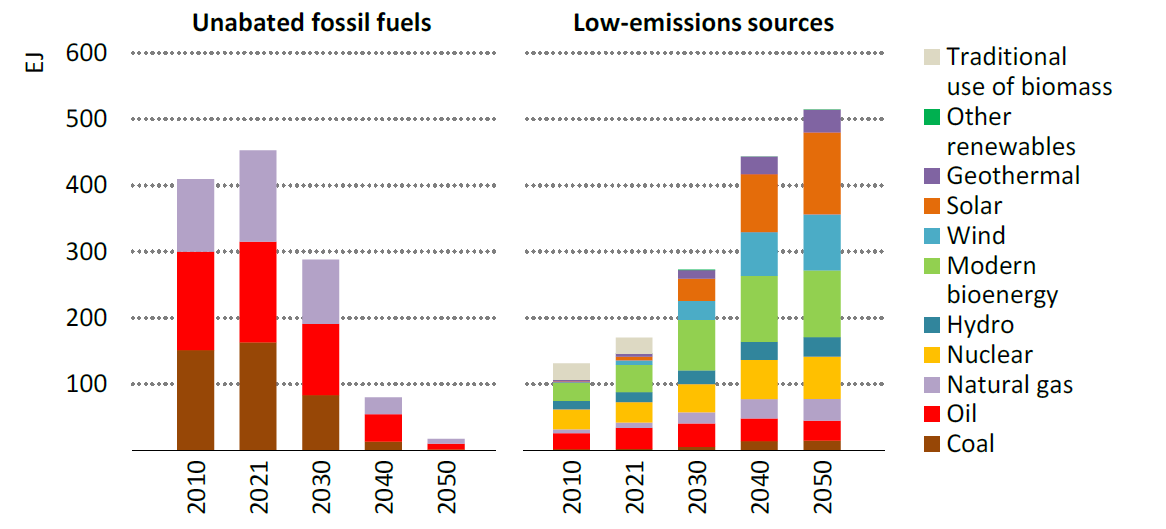 Unabated fossil fuels
Low-emissions sources
EJ
600
500
400
300
200
100
2010
2021
2030
2040
2050
2010
2021
2030
2040
2050
Traditional
use of biomass
Other
renewables
Geothermal
Solar
Wind
Modern
bioenergy
Hydro
Nuclear
Natural gas
Oil
Coal